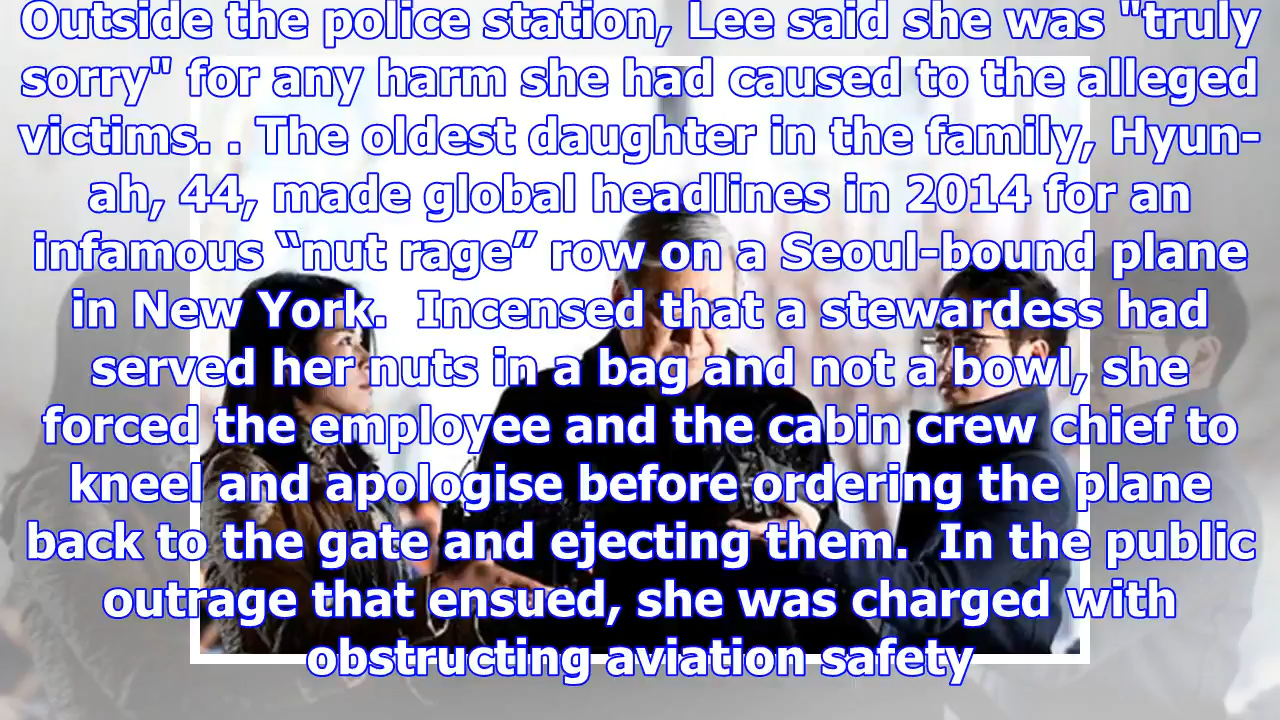 Outside the police station, Lee said she was "truly
sorry" for any harm she had caused to the alleged
victims. . The oldest daughter in the family, Hyun-
ah, 44, made global headlines in 2014 for an
infamous “nut rage” row on a Seoul-bound plane
in New York.  Incensed that a stewardess had
served her nuts in a bag and not a bowl, she
forced the employee and the cabin crew chief to
kneel and apologise before ordering the plane
back to the gate and ejecting them.  In the public
outrage that ensued, she was charged with
obstructing aviation safety